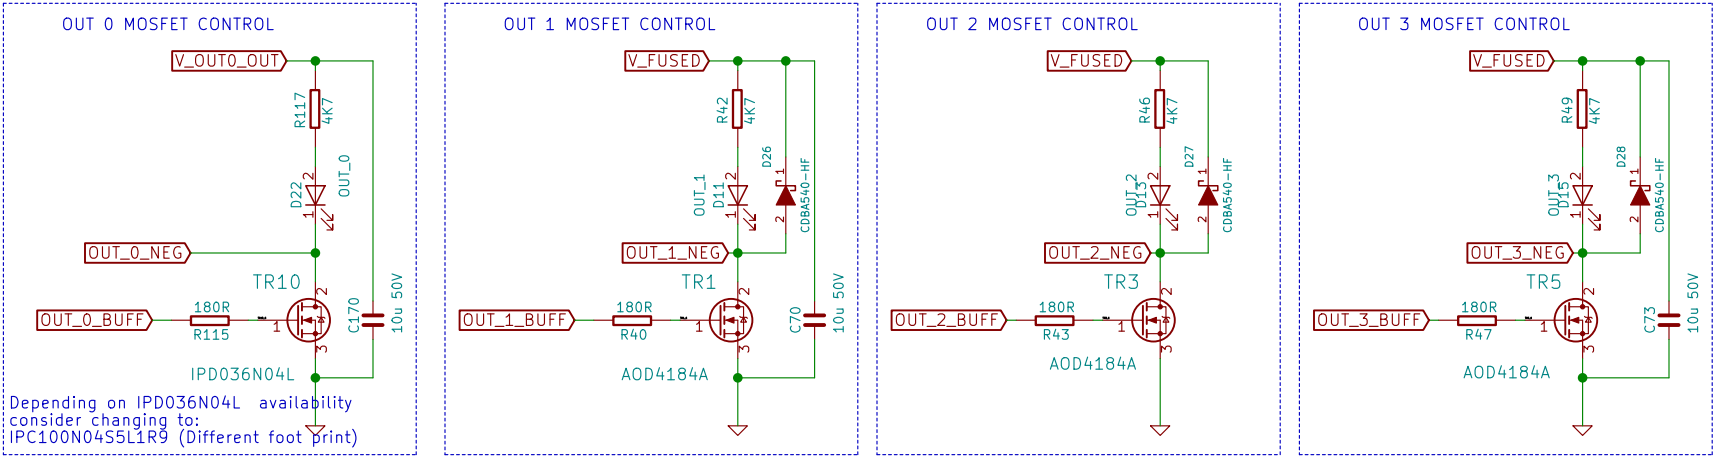 OUT 0 MOSFET CONTROL
V_OUT0_OUT
R117
4K7
OUT_0
D22
2
1
OUT_0_NEG
TR10
2
180R
OUT_0_BUFF
R115
1
3
C170
10u 50V
IPD036N04L
Depending on IPD036N04L availability
consider changing to:
IPC100N04S5L1R9 (Different foot print)
OUT 1 MOSFET CONTROL
V_FUSED
R42
4K7
D26
OUT_1
D11
2
1
1
2
CDBA540-HF
OUT_1_NEG
TR1
2
180R
OUT_1_BUFF
R40
1
3
C70
10u 50V
AOD4184A
OUT 2 MOSFET CONTROL
V_FUSED
R46
4K7
D27
OUT_2
D13
2
1
1
2
CDBA540-HF
OUT_2_NEG
TR3
2
180R
OUT_2_BUFF
R43
1
3
AOD4184A
OUT 3 MOSFET CONTROL
V_FUSED
R49
4K7
D28
OUT_3
D15
2
1
1
2
CDBA540-HF
OUT_3_NEG
TR5
2
180R
OUT_3_BUFF
R47
1
3
C73
10u 50V
AOD4184A